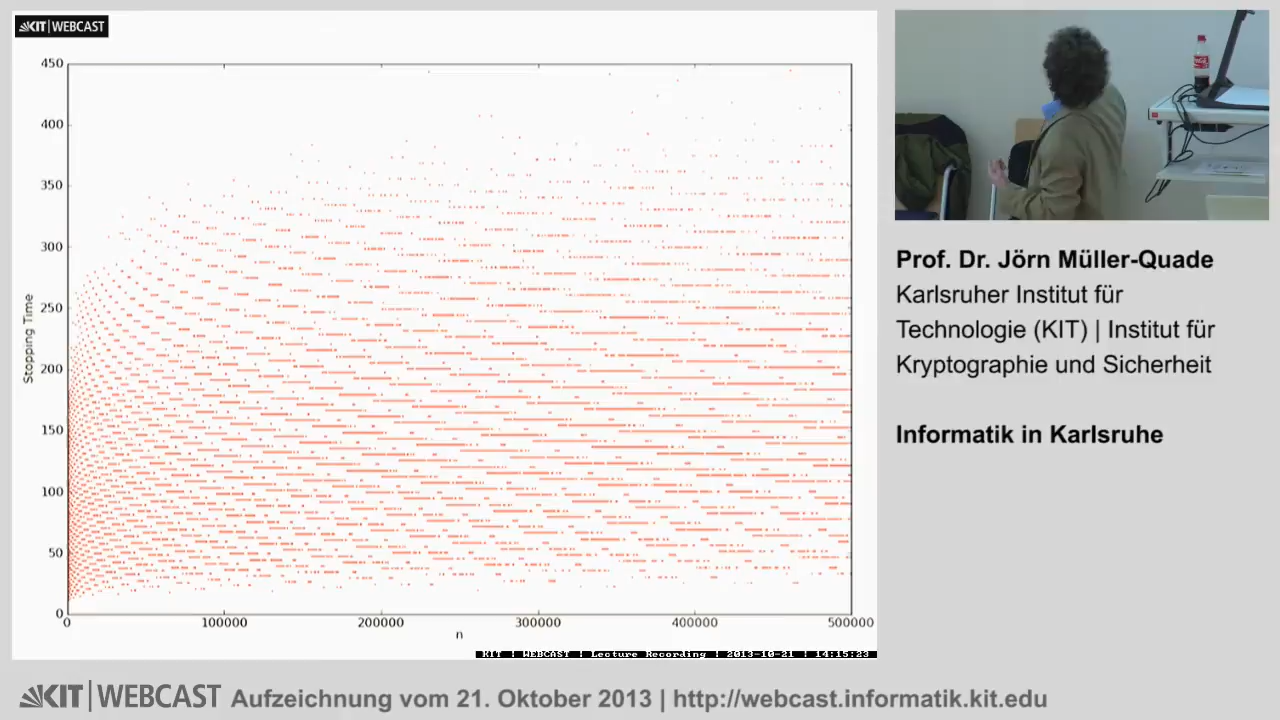 KIT | WEBCAST
450
400
350
300
250
200
150
100
50
0
Stopping Time
0 100000 200000 300000 400000 500000
n
KIT | WEBCAST | Lecture Recording | 2013-10-21 | 14:15:23
Coca-Cola
Prof. Dr. Jörn Müller-Quade
Karlsruher Institut für
Technologie (KIT) | Institut für
Kryptographie und Sicherheit
Informatik in Karlsruhe
KIT | WEBCAST Aufzeichnung vom 21. Oktober 2013 | http://webcast.informatik.kit.edu